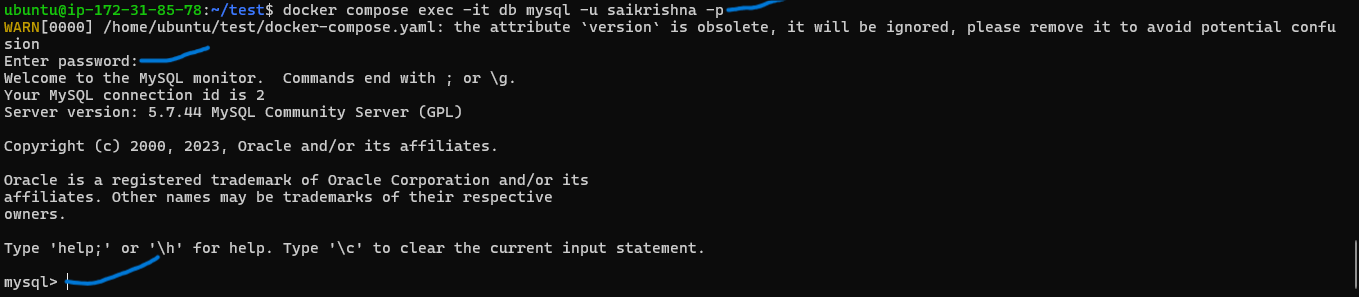 ubuntu@ip-172-31-85-78:~/test$ docker compose exec -it db mysql -u saikrishna -p
WARN[0000] /home/ubuntu/test/docker-compose.yaml: the attribute `version` is obsolete, it will be ignored, please remove it to avoid potential confu
sion
Enter password:
Welcome to the MySQL monitor.  Commands end with ; or \g.
Your MySQL connection id is 2
Server version: 5.7.44 MySQL Community Server (GPL)

Copyright (c) 2000, 2023, Oracle and/or its affiliates.

Oracle is a registered trademark of Oracle Corporation and/or its
affiliates. Other names may be trademarks of their respective
owners.

Type 'help;' or '\h' for help. Type '\c' to clear the current input statement.

mysql>